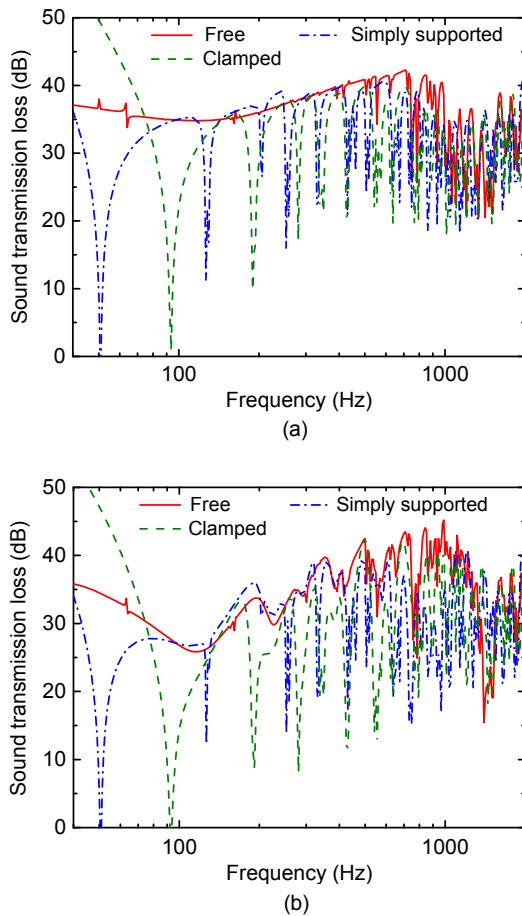 50
40
30
20
10
0
Sound transmission loss (dB)
Free
Simply supported
Clamped
100
1000
Frequency (Hz)
(a)
50
40
30
20
10
0
Sound transmission loss (dB)
Free
Simply supported
Clamped
100
1000
Frequency (Hz)
(b)